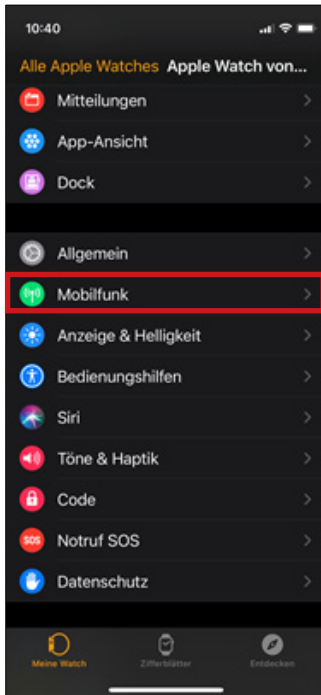 10:40
Alle Apple Watches Apple Watch von...
Mitteilungen
App-Ansicht
Dock
Allgemein
Mobilfunk
Anzeige & Helligkeit
Bedienungshilfen
Siri
Töne & Haptik
Code
SOS Notruf SOS
Datenschutz
Meine Watch Zifferblätter Entdecken